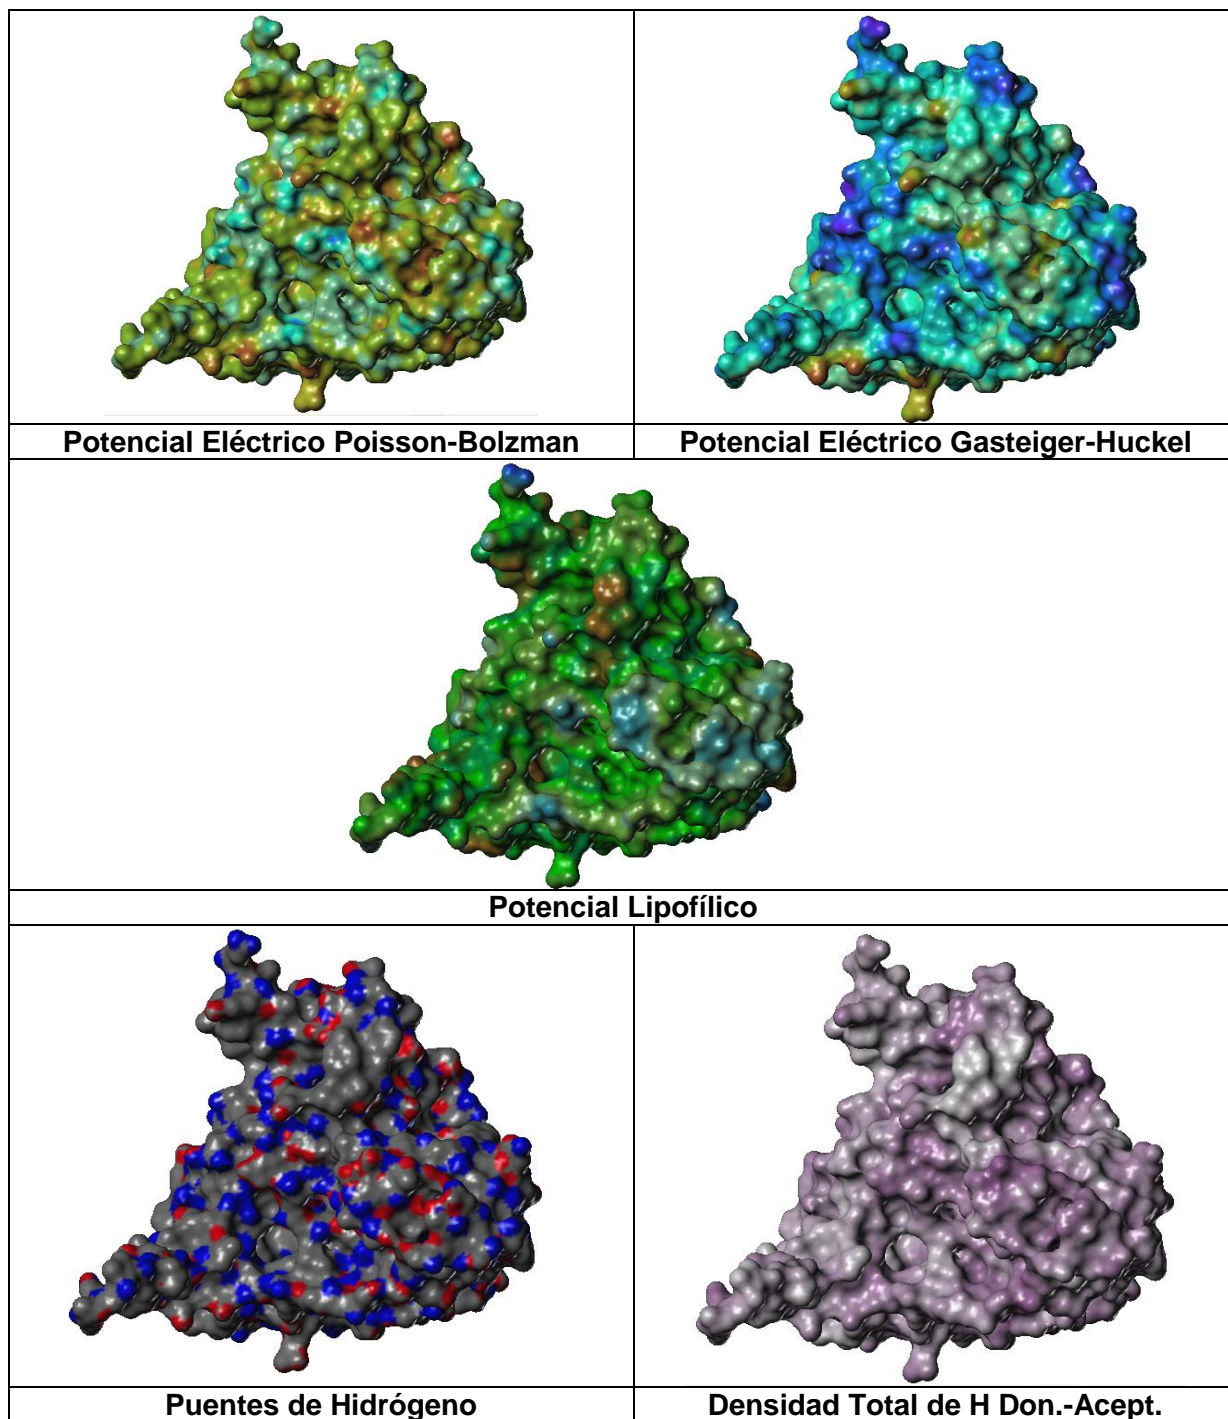 Potencial Eléctrico Poisson-Bolzman
Potencial Eléctrico Gasteiger-Huckel
Potencial Lipofílico
Puentes de Hidrógeno
Densidad Total de H Don.-Acept.